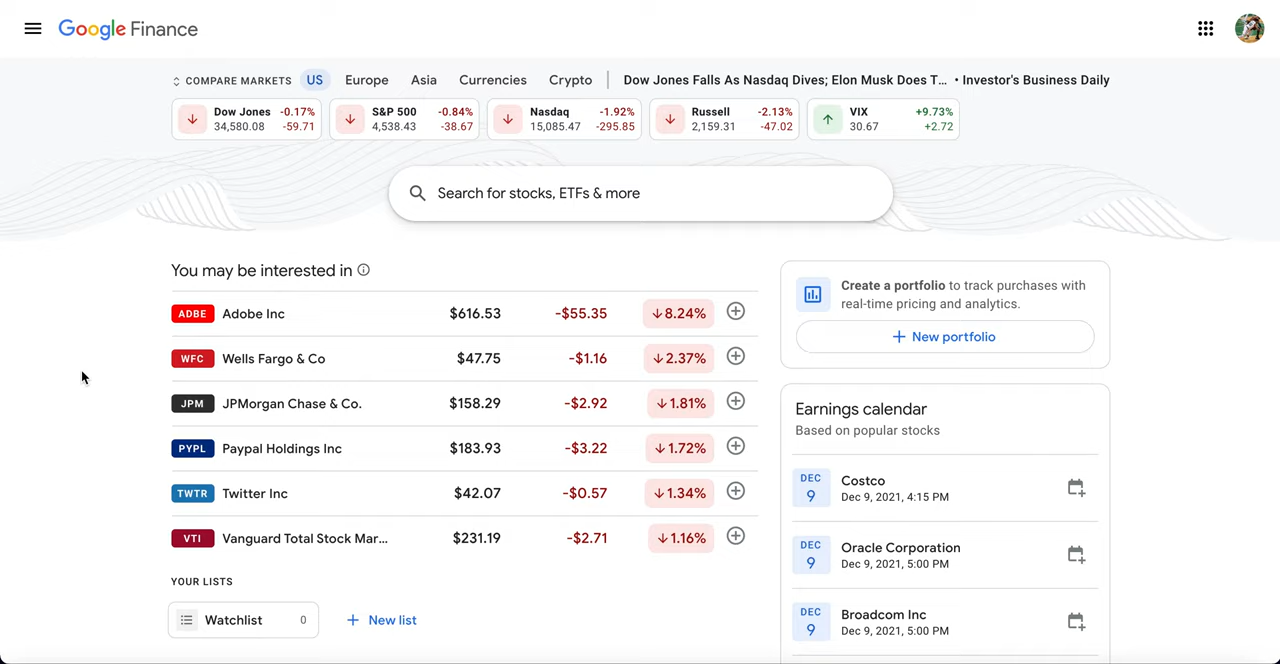 Google Finance
COMPARE MARKETS US Europe Asia Currencies Crypto Dow Jones Falls As Nasdaq Dives; Elon Musk Does T... • Investor's Business Daily
Dow Jones -0.17%
34,580.08 -59.71
S&P 500 -0.84%
4,538.43 -38.67
Nasdaq -1.92%
15,085.47 -295.85
Russell -2.13%
2,159.31 -47.02
VIX +9.73%
30.67 +2.72
Search for stocks, ETFs & more
You may be interested in
ADBE Adobe Inc $616.53 -$55.35 ↓8.24%
WFC Wells Fargo & Co $47.75 -$1.16 ↓2.37%
JPM JPMorgan Chase & Co. $158.29 -$2.92 ↓1.81%
PYPL Paypal Holdings Inc $183.93 -$3.22 ↓1.72%
TWTR Twitter Inc $42.07 -$0.57 ↓1.34%
VTI Vanguard Total Stock Mar... $231.19 -$2.71 ↓1.16%
YOUR LISTS
Watchlist 0 + New list
Create a portfolio to track purchases with
real-time pricing and analytics.
+ New portfolio
Earnings calendar
Based on popular stocks
DEC
9
Costco
Dec 9, 2021, 4:15 PM
DEC
9
Oracle Corporation
Dec 9, 2021, 5:00 PM
DEC
9
Broadcom Inc
Dec 9, 2021, 5:00 PM